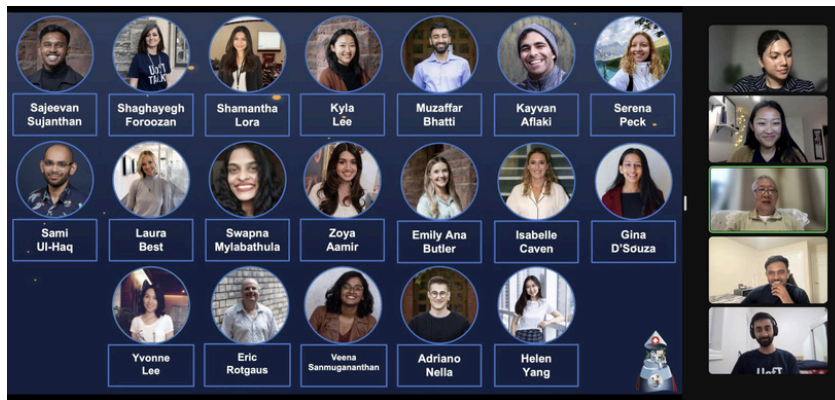 Sajeevan
Sujanthan
Shaghayegh
Foroozan
Shamantha
Lora
Kyla
Lee
Muzaffar
Bhatti
Kayvan
Aflaki
Serena
Peck
Sami
Ul-Haq
Laura
Best
Swapna
Mylabathula
Zoya
Aamir
Emily Ana
Butler
Isabelle
Caven
Gina
D'Souza
Yvonne
Lee
Eric
Rotgaus
Veena
Sanmugananthan
Adriano
Nella
Helen
Yang